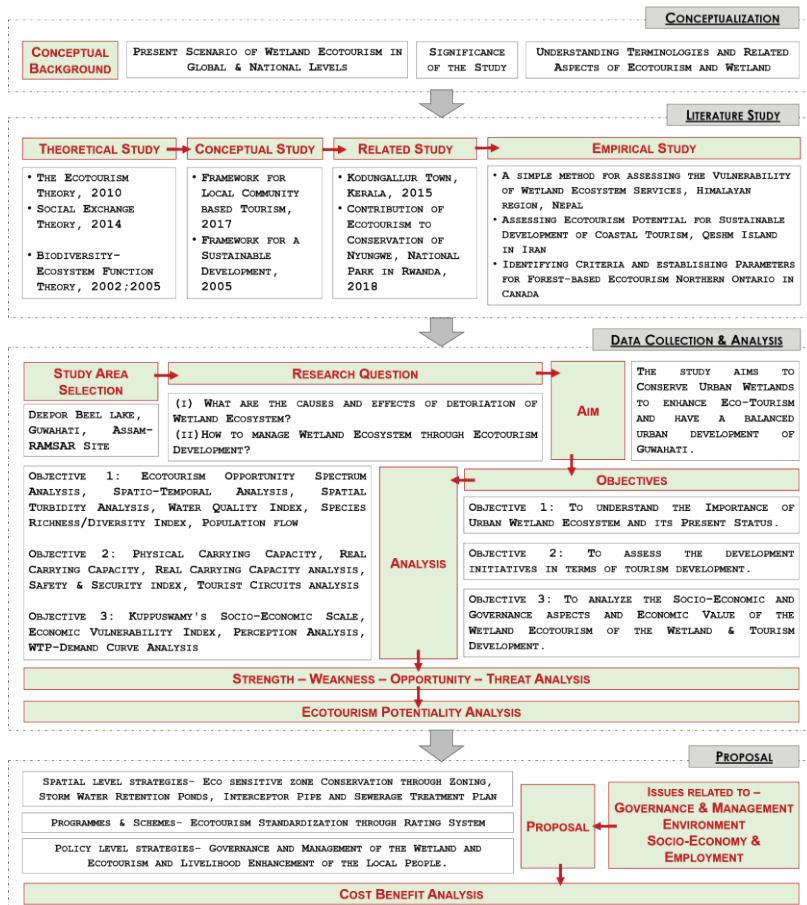 CONCEPTUALIZATION
CONCEPTUAL
BACKGROUND
PRESENT SCENARIO OF WETLAND ECOTOURISM IN
GLOBAL & NATIONAL LEVELS
SIGNIFICANCE
OF THE STUDY
UNDERSTANDING TERMINOLOGIES AND RELATED
ASPECTS OF ECOTOURISM AND WETLAND
LITERATURE STUDY
THEORETICAL STUDY
CONCEPTUAL STUDY
RELATED STUDY
EMPIRICAL STUDY
• THE ECOTOURISM
THEORY, 2010
• SOCIAL EXCHANGE
THEORY, 2014
• BIODIVERSITY-
ECOSYSTEM FUNCTION
THEORY, 2002;2005
• FRAMEWORK FOR
LOCAL COMMUNITY
BASED TOURISM,
2017
• FRAMEWORK FOR A
SUSTAINABLE
DEVELOPMENT,
2005
• KODUNGALLUR TOWN,
KERALA, 2015
• CONTRIBUTION OF
ECOTOURISM TO
CONSERVATION OF
NYUNGWE, NATIONAL
PARK IN RWANDA,
2018
• A SIMPLE METHOD FOR ASSESSING THE VULNERABILITY
OF WETLAND ECOSYSTEM SERVICES, HIMALAYAN
REGION, NEPAL
• ASSESSING ECOTOURISM POTENTIAL FOR SUSTAINABLE
DEVELOPMENT OF COASTAL TOURISM, QESHM ISLAND
IN IRAN
• IDENTIFYING CRITERIA AND ESTABLISHING PARAMETERS
FOR FOREST-BASED ECOTOURISM NORTHERN ONTARIO IN
CANADA
DATA COLLECTION & ANALYSIS
STUDY AREA
SELECTION
RESEARCH QUESTION
AIM
THE STUDY AIMS TO
CONSERVE URBAN WETLANDS
TO ENHANCE ECO-TOURISM
AND HAVE A BALANCED
URBAN DEVELOPMENT OF
GUWAHATI.
DEEPOR BEEL LAKE,
GUWAHATI, ASSAM-
RAMSAR SITE
(I) WHAT ARE THE CAUSES AND EFFECTS OF DETORIATION OF
WETLAND ECOSYSTEM?
(II)HOW TO MANAGE WETLAND ECOSYSTEM THROUGH ECOTOURISM
DEVELOPMENT?
OBJECTIVE 1: ECOTOURISM OPPORTUNITY SPECTRUM
ANALYSIS, SPATIO-TEMPORAL ANALYSIS, SPATIAL
TURBIDITY ANALYSIS, WATER QUALITY INDEX, SPECIES
RICHNESS/DIVERSITY INDEX, POPULATION FLOW
OBJECTIVE 2: PHYSICAL CARRYING CAPACITY, REAL
CARRYING CAPACITY, REAL CARRYING CAPACITY ANALYSIS,
SAFETY & SECURITY INDEX, TOURIST CIRCUITS ANALYSIS
OBJECTIVE 3: KUPPUSWAMY'S SOCIO-ECONOMIC SCALE,
ECONOMIC VULNERABILITY INDEX, PERCEPTION ANALYSIS,
WTP-DEMAND CURVE ANALYSIS
ANALYSIS
OBJECTIVES
OBJECTIVE 1: TO UNDERSTAND THE IMPORTANCE OF
URBAN WETLAND ECOSYSTEM AND ITS PRESENT STATUS.
OBJECTIVE 2: TO ASSESS THE DEVELOPMENT
INITIATIVES IN TERMS OF TOURISM DEVELOPMENT.
OBJECTIVE 3: TO ANALYZE THE SOCIO-ECONOMIC AND
GOVERNANCE ASPECTS AND ECONOMIC VALUE OF THE
WETLAND ECOTOURISM OF THE WETLAND & TOURISM
DEVELOPMENT.
STRENGTH – WEAKNESS – OPPORTUNITY – THREAT ANALYSIS
ECOTOURISM POTENTIALITY ANALYSIS
PROPOSAL
SPATIAL LEVEL STRATEGIES- ECO SENSITIVE ZONE CONSERVATION THROUGH ZONING,
STORM WATER RETENTION PONDS, INTERCEPTOR PIPE AND SEWERAGE TREATMENT PLAN
PROGRAMMES & SCHEMES- ECOTOURISM STANDARDIZATION THROUGH RATING SYSTEM
POLICY LEVEL STRATEGIES- GOVERNANCE AND MANAGEMENT OF THE WETLAND AND
ECOTOURISM AND LIVELIHOOD ENHANCEMENT OF THE LOCAL PEOPLE.
PROPOSAL
ISSUES RELATED TO –
GOVERNANCE & MANAGEMENT
ENVIRONMENT
SOCIO-ECONOMY &
EMPLOYMENT
COST BENEFIT ANALYSIS